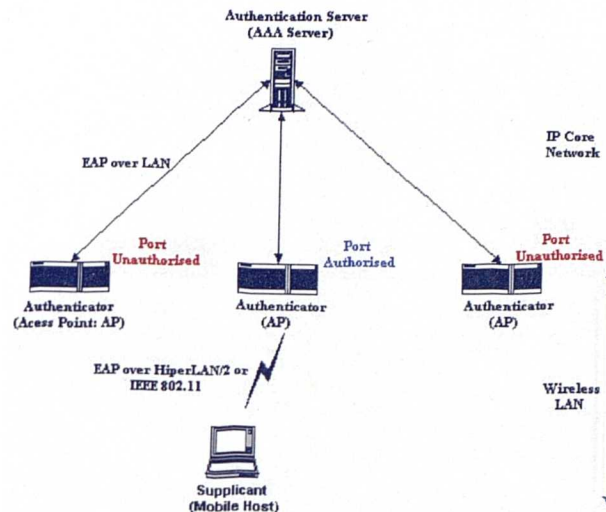 Authentication Server
(AAA Server)
IP Core
Network
EAP over LAN
Port
Unauthorised
Port
Authorised
Port
Unauthorised
Authenticator
(Acess Point: AP)
Authenticator
(AP)
Authenticator
(AP)
EAP over HiperLAN/2 or
IEEE 802.11
Wireless
LAN
Supplicant
(Mobile Host)